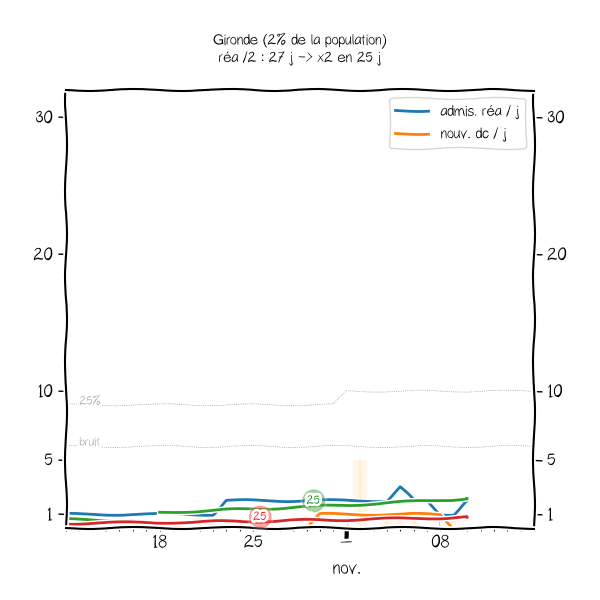 Gironde (2% de la population)
réa /2 : 27 j -> x2 en 25 j
admis. réa / j
nouv. dc / j
30 30
20 20
10 10
25%
bruit
5 5
25
25
1 1
18 25 1 08
nov.